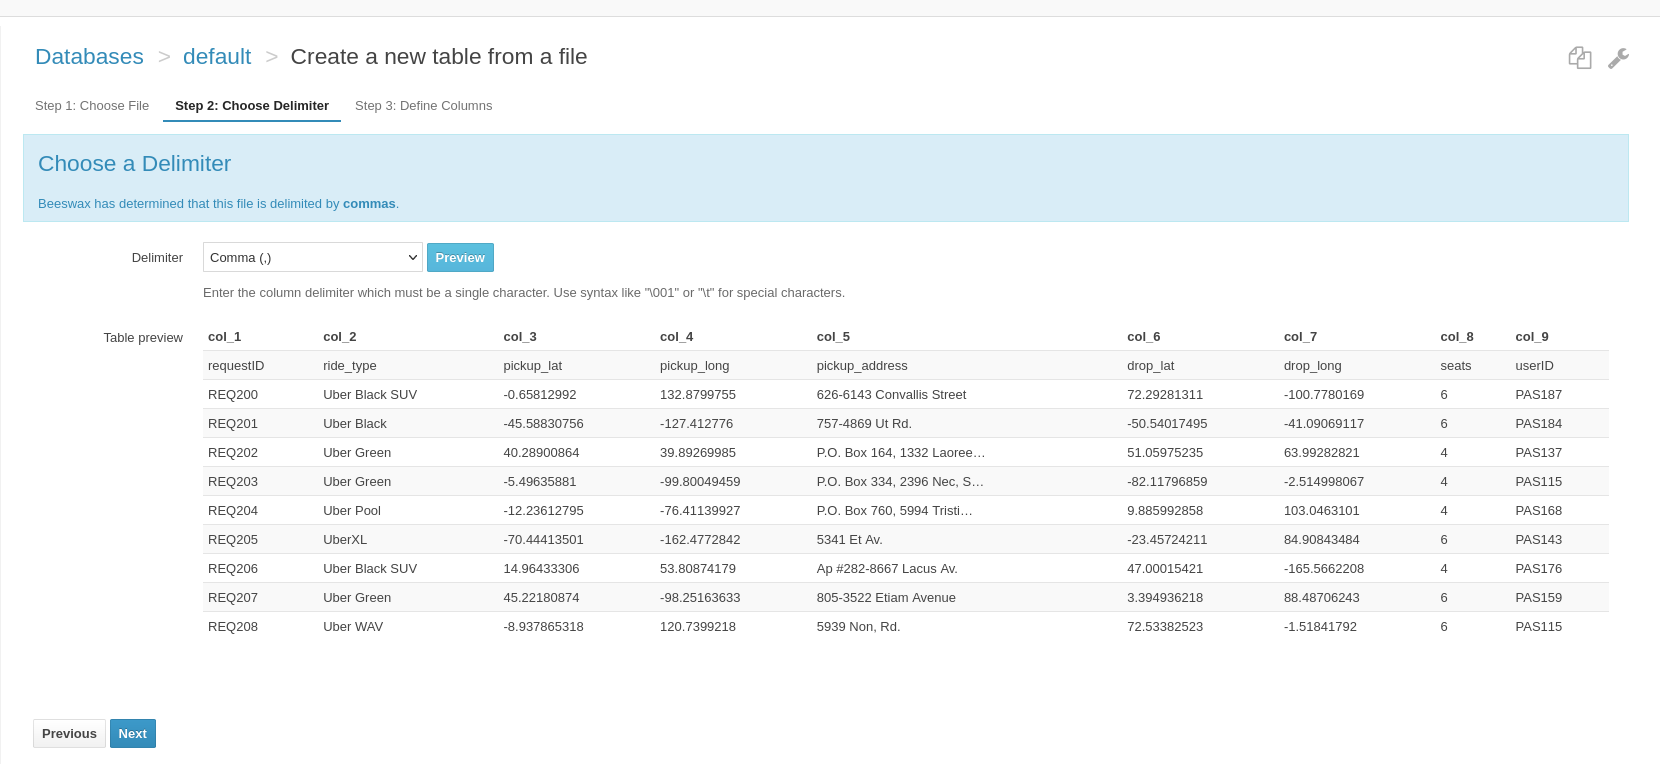 Databases > default > Create a new table from a file
Step 1: Choose File Step 2: Choose Delimiter Step 3: Define Columns
Choose a Delimiter
Beeswax has determined that this file is delimited by commas.
Delimiter Comma (,) Preview
Enter the column delimiter which must be a single character. Use syntax like "\001" or "\t" for special characters.
Table preview col_1 col_2 col_3 col_4 col_5 col_6 col_7 col_8 col_9
requestID ride_type pickup_lat pickup_long pickup_address drop_lat drop_long seats userID
REQ200 Uber Black SUV -0.65812992 132.8799755 626-6143 Convallis Street 72.29281311 -100.7780169 6 PAS187
REQ201 Uber Black -45.58830756 -127.412776 757-4869 Ut Rd. -50.54017495 -41.09069117 6 PAS184
REQ202 Uber Green 40.28900864 39.89269985 P.O. Box 164, 1332 Laoree… 51.05975235 63.99282821 4 PAS137
REQ203 Uber Green -5.49635881 -99.80049459 P.O. Box 334, 2396 Nec, S… -82.11796859 -2.514998067 4 PAS115
REQ204 Uber Pool -12.23612795 -76.41139927 P.O. Box 760, 5994 Tristi… 9.885992858 103.0463101 4 PAS168
REQ205 UberXL -70.44413501 -162.4772842 5341 Et Av. -23.45724211 84.90843484 6 PAS143
REQ206 Uber Black SUV 14.96433306 53.80874179 Ap #282-8667 Lacus Av. 47.00015421 -165.5662208 4 PAS176
REQ207 Uber Green 45.22180874 -98.25163633 805-3522 Etiam Avenue 3.394936218 88.48706243 6 PAS159
REQ208 Uber WAV -8.937865318 120.7399218 5939 Non, Rd. 72.53382523 -1.51841792 6 PAS115
Previous Next